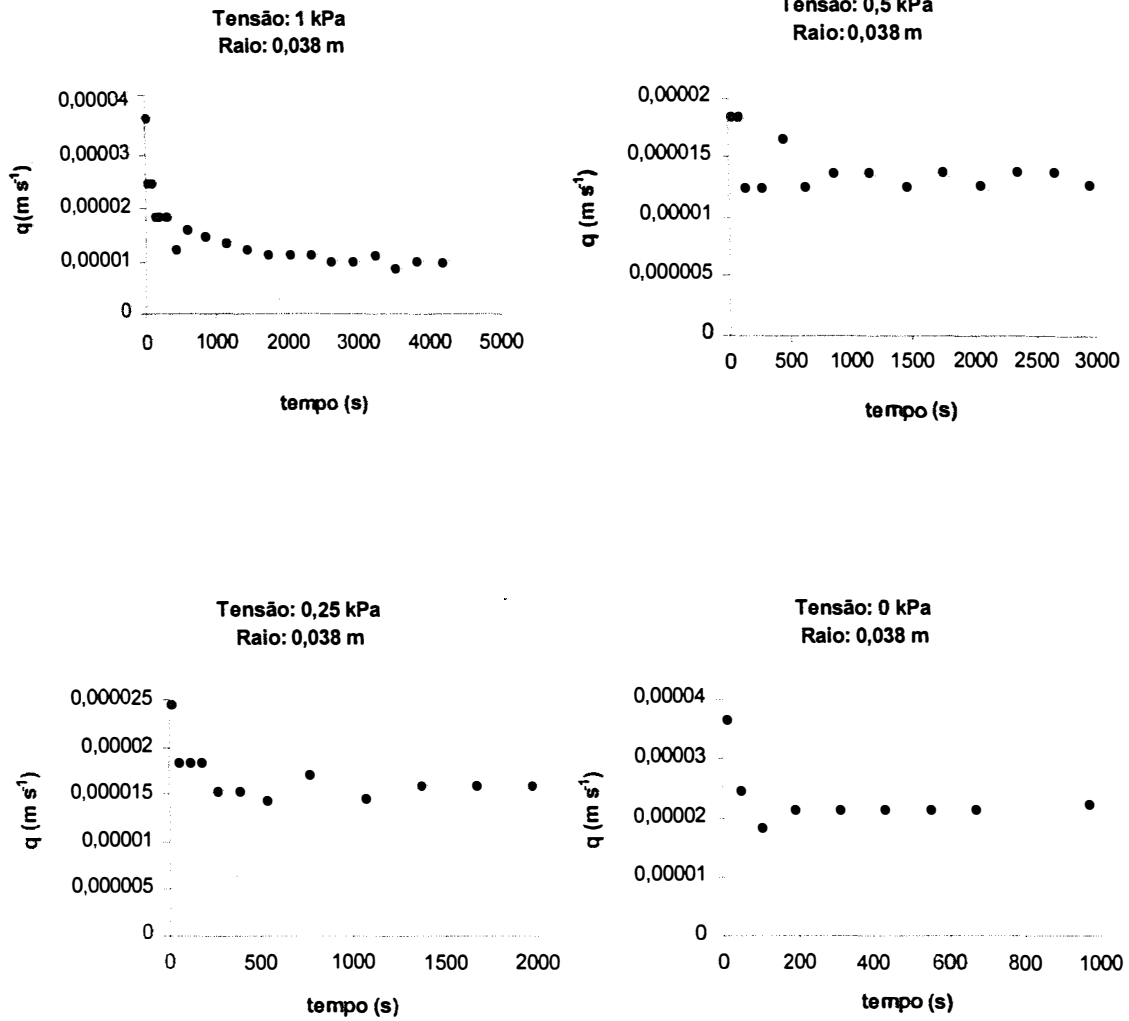 Tensão: 1 kPa
Raio: 0,038 m
0,00004
0,00003
0,00002
0,00001
0
q (m s⁻¹)
0 1000 2000 3000 4000 5000
tempo (s)
Tensão: 0,5 kPa
Raio: 0,038 m
0,00002
0,000015
0,00001
0,000005
0
q (m s⁻¹)
0 500 1000 1500 2000 2500 3000
tempo (s)
Tensão: 0,25 kPa
Raio: 0,038 m
0,000025
0,00002
0,000015
0,00001
0,000005
0
q (m s⁻¹)
0 500 1000 1500 2000
tempo (s)
Tensão: 0 kPa
Raio: 0,038 m
0,00004
0,00003
0,00002
0,00001
0
q (m s⁻¹)
0 200 400 600 800 1000
tempo (s)